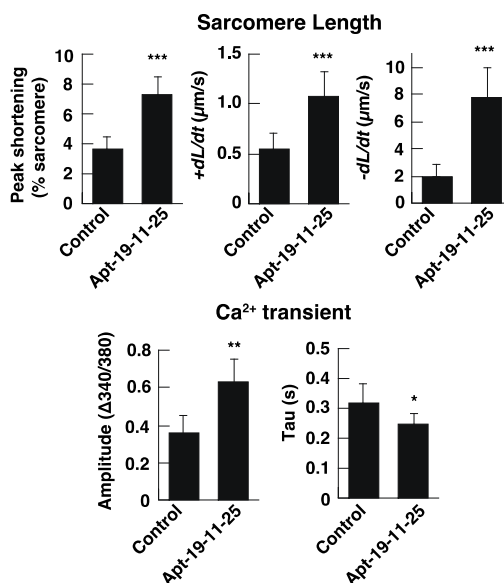 Sarcomere Length
Peak shortening
(% sarcomere)
10
8
6
4
2
0
***
Control
Apt-19-11-25
+dL/dt (µm/s)
1.5
1.0
0.5
0
***
Control
Apt-19-11-25
-dL/dt (µm/s)
10
8
6
4
2
0
***
Control
Apt-19-11-25
Ca²⁺ transient
Amplitude (Δ340/380)
0.8
0.6
0.4
0.2
0
**
Control
Apt-19-11-25
Tau (s)
0.5
0.4
0.3
0.2
0.1
0
*
Control
Apt-19-11-25